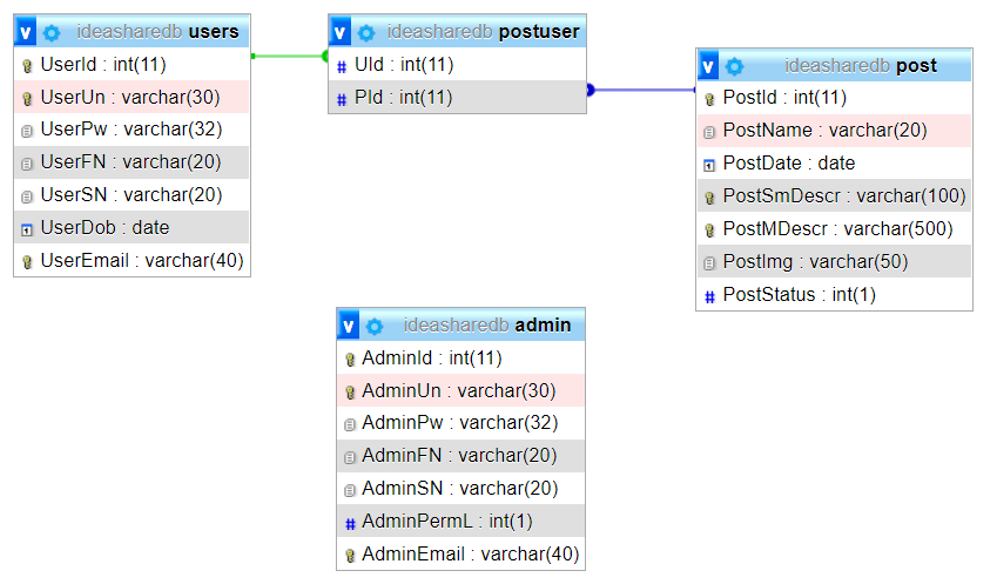 v ideasharedb users
UserId : int(11)
UserUn : varchar(30)
UserPw : varchar(32)
UserFN : varchar(20)
UserSN : varchar(20)
UserDob : date
UserEmail : varchar(40)
v ideasharedb postuser
UId : int(11)
PId : int(11)
v ideasharedb post
PostId : int(11)
PostName : varchar(20)
PostDate : date
PostSmDescr : varchar(100)
PostMDescr : varchar(500)
PostImg : varchar(50)
PostStatus : int(1)
v ideasharedb admin
AdminId : int(11)
AdminUn : varchar(30)
AdminPw : varchar(32)
AdminFN : varchar(20)
AdminSN : varchar(20)
AdminPermL : int(1)
AdminEmail : varchar(40)